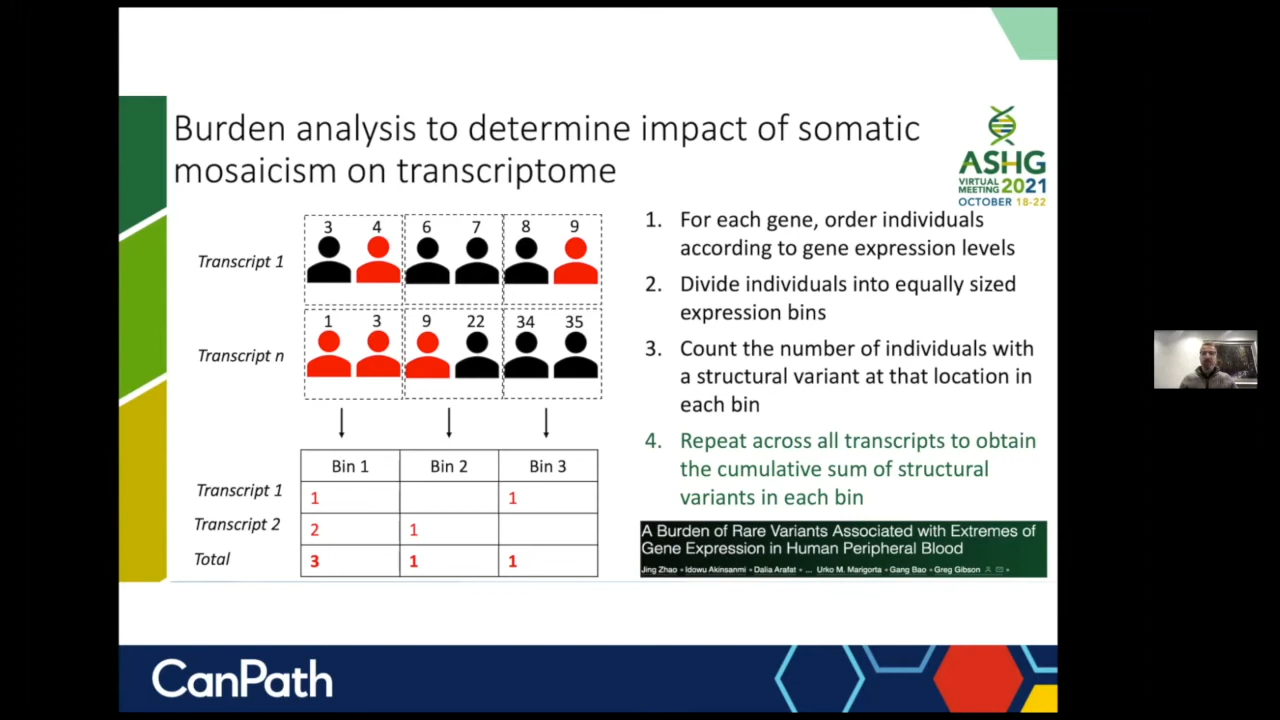 Burden analysis to determine impact of somatic
mosaicism on transcriptome
ASHG
VIRTUAL
MEETING 2021
OCTOBER 18-22
3 4 6 7 8 9
Transcript 1
1 3 9 22 34 35
Transcript n
Bin 1 Bin 2 Bin 3
Transcript 1 1 1
Transcript 2 2 1
Total 3 1 1
1. For each gene, order individuals
according to gene expression levels
2. Divide individuals into equally sized
expression bins
3. Count the number of individuals with
a structural variant at that location in
each bin
4. Repeat across all transcripts to obtain
the cumulative sum of structural
variants in each bin
A Burden of Rare Variants Associated with Extremes of
Gene Expression in Human Peripheral Blood
Jing Zhao • Idowu Akinsanmi • Dalia Arafat • ... Urko M. Marigorta • Gang Bao • Greg Gibson
CanPath